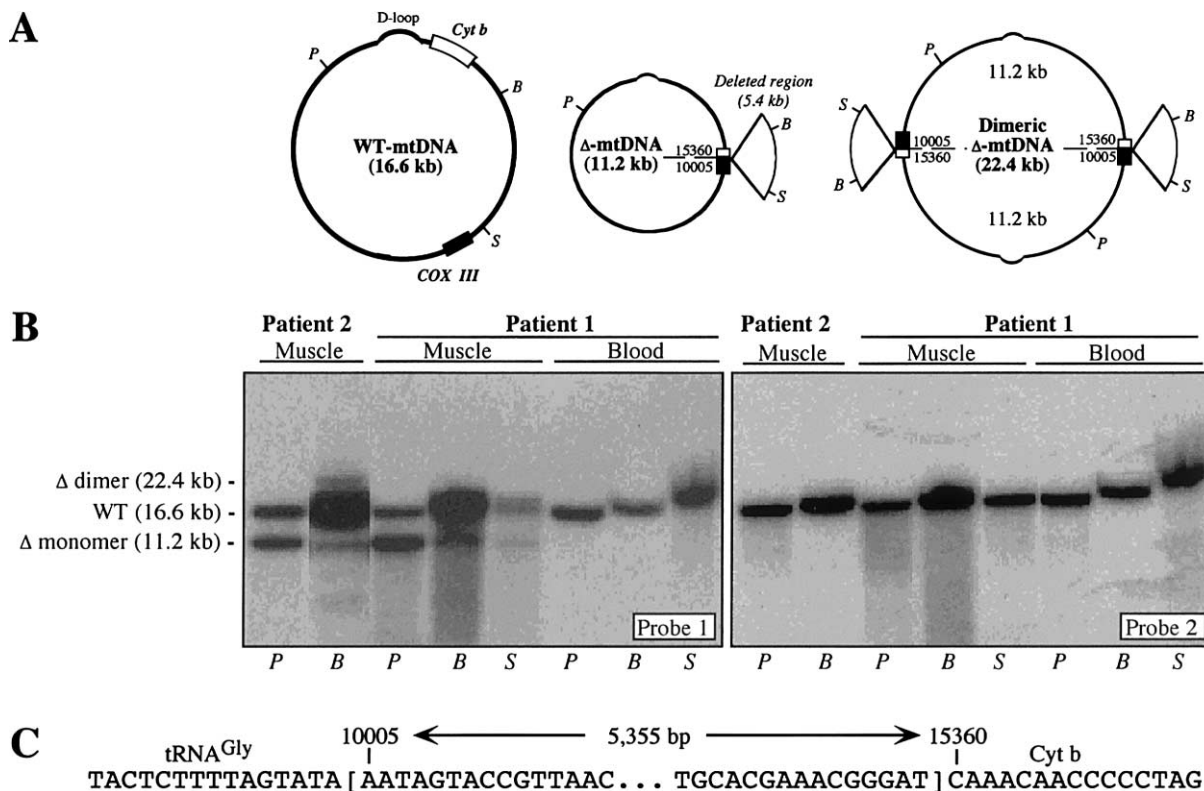 A
D-loop
Cyt b
P
B
WT-mtDNA
(16.6 kb)
S
COX III
P
Deleted region
(5.4 kb)
B
Δ-mtDNA
(11.2 kb)
15360
10005
S
P
11.2 kb
S
B
10005
15360
Dimeric
Δ-mtDNA
(22.4 kb)
15360
10005
B
S
11.2 kb
P
B
Patient 2 Patient 1 Patient 2 Patient 1
Muscle Muscle Blood Muscle Muscle Blood
Δ dimer (22.4 kb) -
WT (16.6 kb) -
Δ monomer (11.2 kb) -
Probe 1 Probe 2
P B P B S P B S P B P B S P B S
C
10005 5,355 bp 15360
tRNAGly Cyt b
TACTCTTTTAGTATA[AATAGTACCGTTAAC...TGCACGAAACGGGAT]CAAACAACCCCCTAG